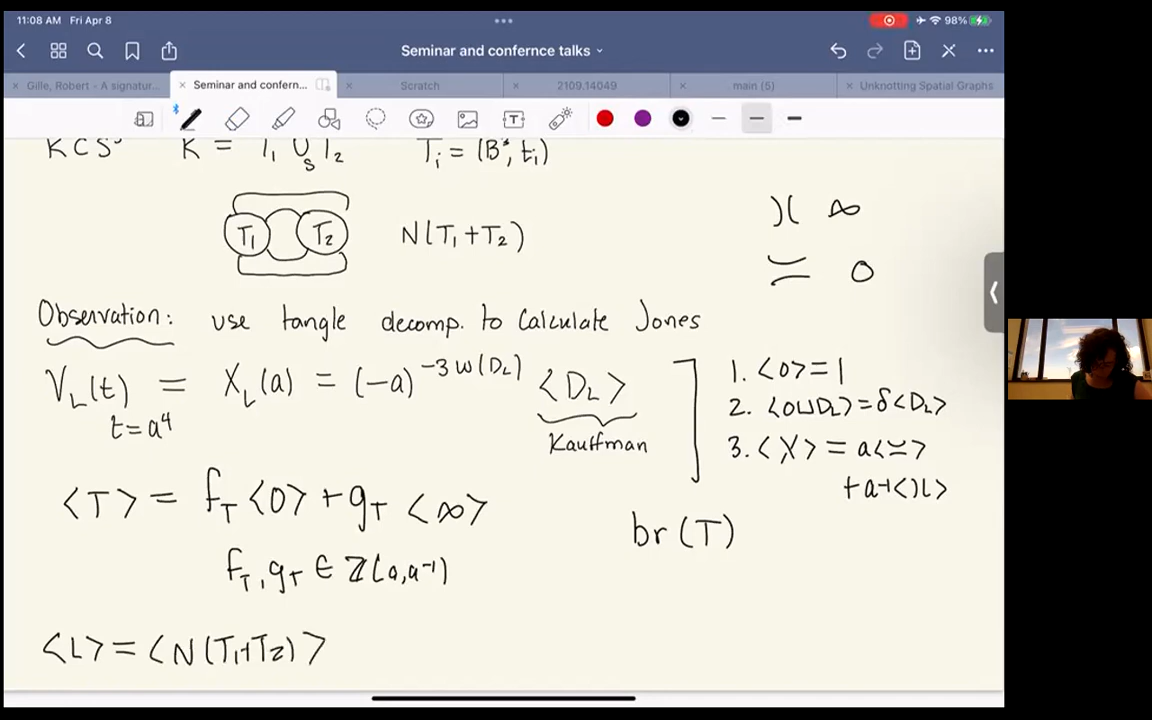 11:08 AM Fri Apr 8
98%
Seminar and confernce talks
Gille, Robert - A signatur...
Seminar and confern...
Scratch
2109.14049
main (5)
Unknotting Spatial Graphs
K ⊂ S³ K = T₁ ∪ₛ T₂ Tᵢ = (B³, tᵢ)
T₁ T₂ N(T₁+T₂)
)( ∞
≍ 0
Observation: use tangle decomp. to Calculate Jones
V_L(t) = X_L(a) = (-a)^{-3w(D_L)} <D_L>
t=a⁴
Kauffman
1. <O>=1
2. <O⊔D_L>=δ<D_L>
3. <X>= a<≍>
+a⁻¹<)(>
<T> = f_T <0> + g_T <∞>
br(T)
f_T, g_T ∈ ℤ(a,a⁻¹)
<L>=<N(T₁+T₂)>